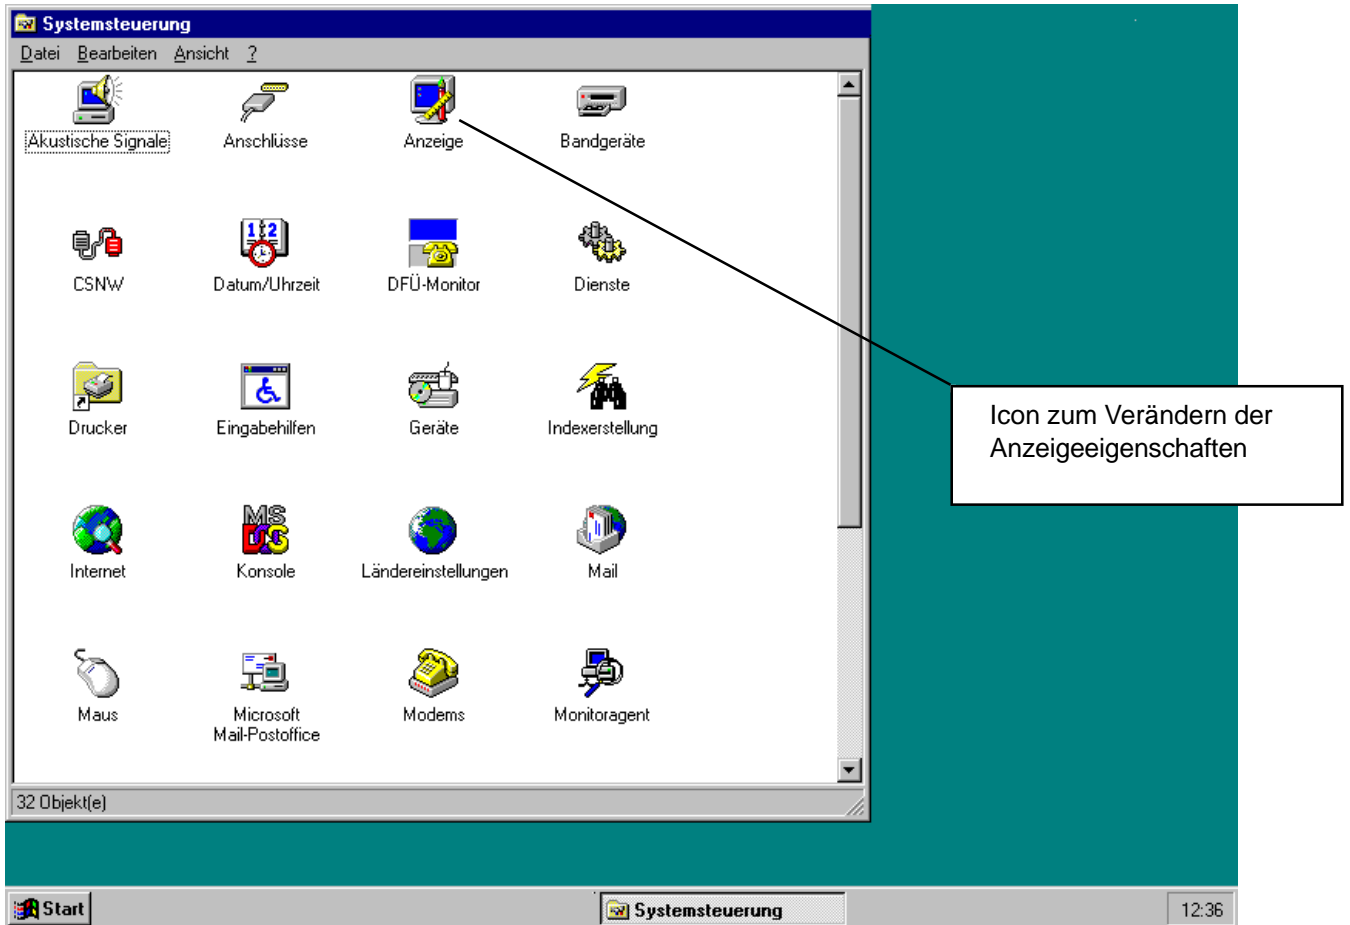 Systemsteuerung
Datei Bearbeiten Ansicht ?
Akustische Signale Anschlüsse Anzeige Bandgeräte
CSNW Datum/Uhrzeit DFÜ-Monitor Dienste
Drucker Eingabehilfen Geräte Indexerstellung
Icon zum Verändern der
Anzeigeeigenschaften
MS
DOS
Internet Konsole Ländereinstellungen Mail
Maus Microsoft Modems Monitoragent
Mail-Postoffice
32 Objekt(e)
Start Systemsteuerung 12:36